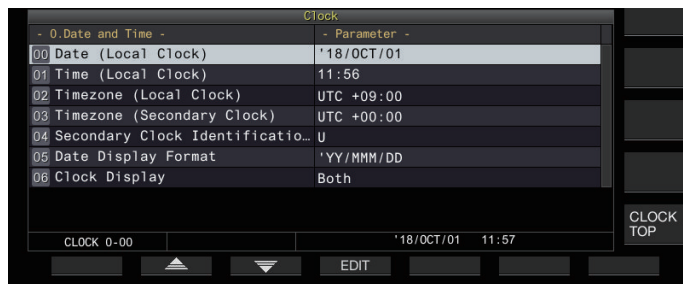 Clock
- 0.Date and Time - - Parameter -
00 Date (Local Clock) '18/OCT/01
01 Time (Local Clock) 11:56
02 Timezone (Local Clock) UTC +09:00
03 Timezone (Secondary Clock) UTC +00:00
04 Secondary Clock Identificatio… U
05 Date Display Format 'YY/MMM/DD
06 Clock Display Both
CLOCK TOP
CLOCK 0-00 '18/OCT/01 11:57
EDIT